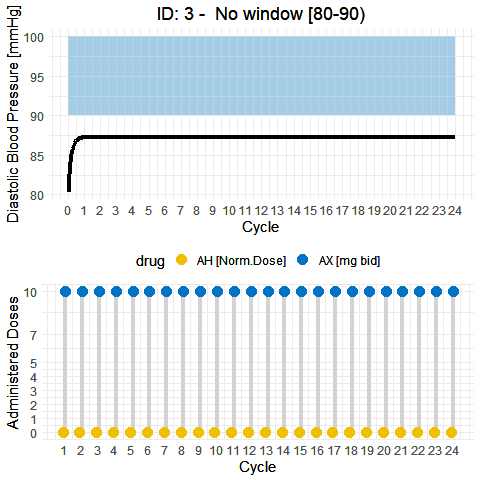 ID: 3 - No window [80-90)
Diastolic Blood Pressure [mmHg]
100
95
90
85
80
0 1 2 3 4 5 6 7 8 9 10 11 12 13 14 15 16 17 18 19 20 21 22 23 24
Cycle
drug AH [Norm.Dose] AX [mg bid]
Administered Doses
10
7
5
4
3
2
1
0
1 2 3 4 5 6 7 8 9 10 11 12 13 14 15 16 17 18 19 20 21 22 23 24
Cycle